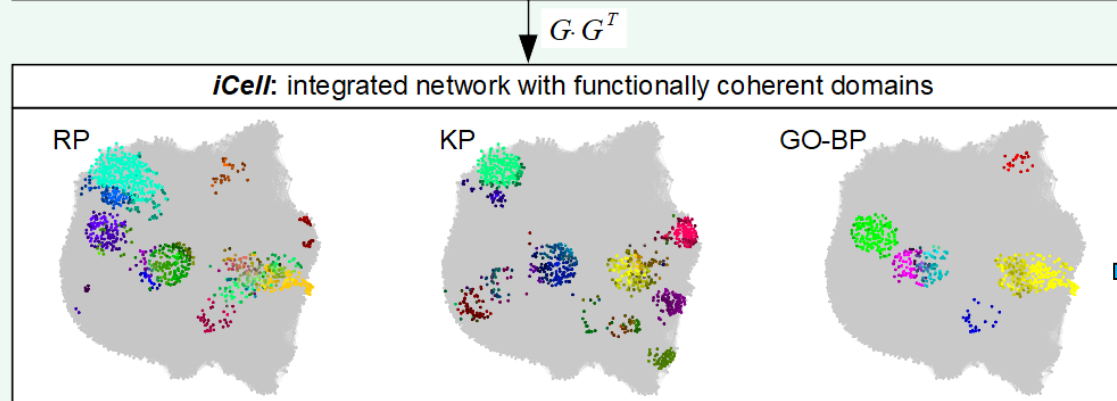 G· G^T
iCell: integrated network with functionally coherent domains
RP
KP
GO-BP